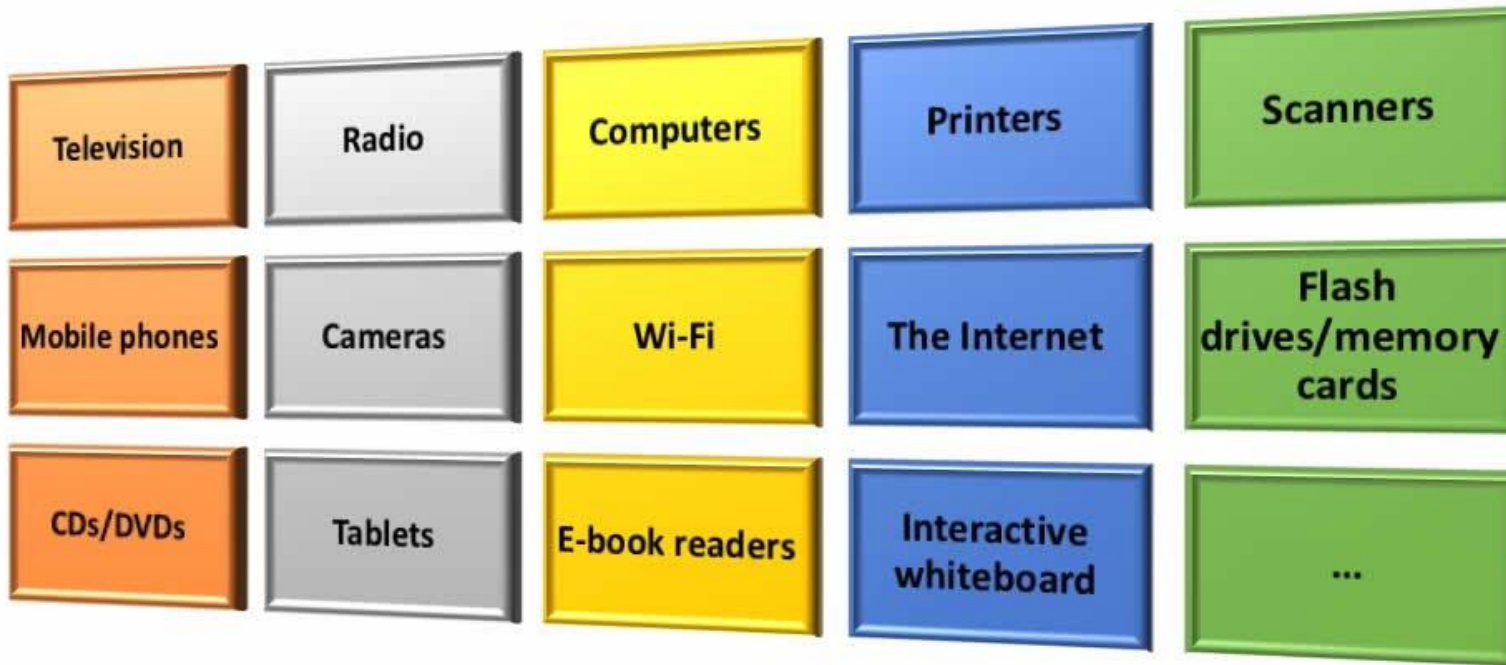 Television
Radio
Computers
Printers
Scanners
Mobile phones
Cameras
Wi-Fi
The Internet
Flash
drives/memory
cards
CDs/DVDs
Tablets
E-book readers
Interactive
whiteboard
...